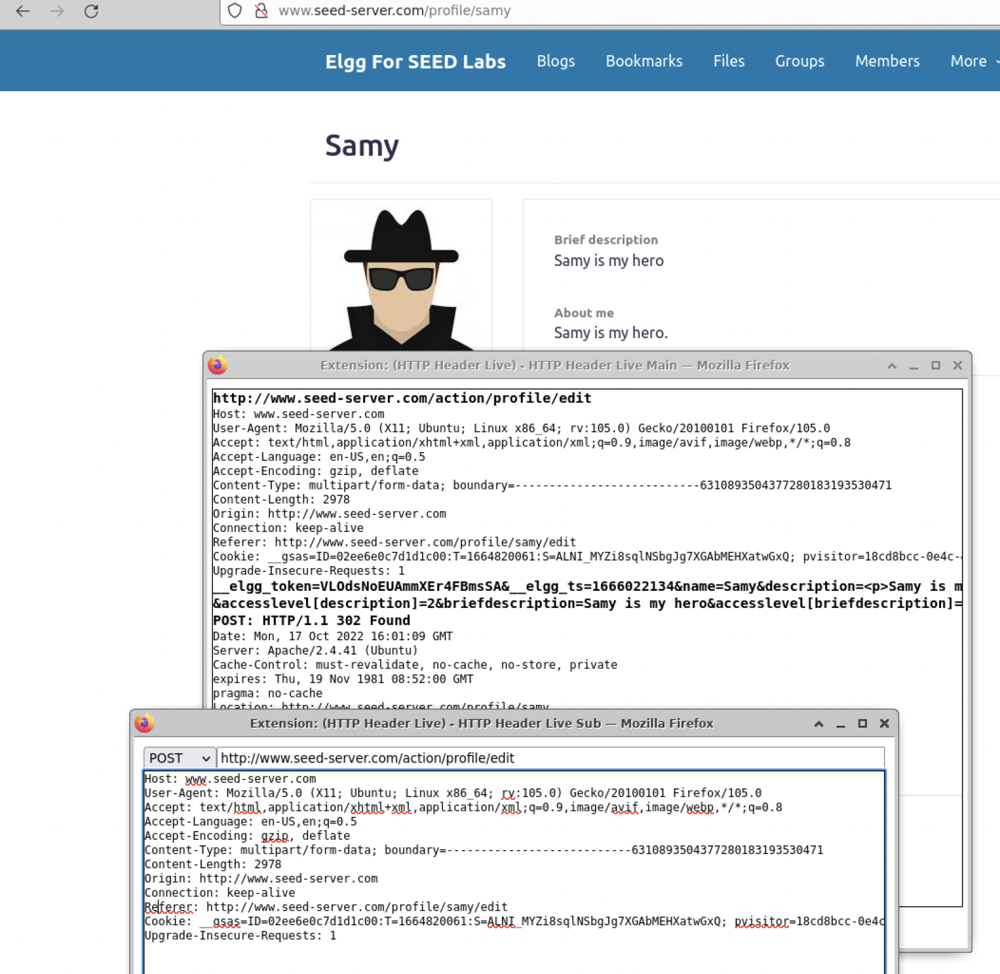 www.seed-server.com/profile/samy
Elgg For SEED Labs Blogs Bookmarks Files Groups Members More
Samy
Brief description
Samy is my hero
About me
Samy is my hero.
Extension: (HTTP Header Live) - HTTP Header Live Main — Mozilla Firefox
http://www.seed-server.com/action/profile/edit
Host: www.seed-server.com
User-Agent: Mozilla/5.0 (X11; Ubuntu; Linux x86_64; rv:105.0) Gecko/20100101 Firefox/105.0
Accept: text/html,application/xhtml+xml,application/xml;q=0.9,image/avif,image/webp,*/*;q=0.8
Accept-Language: en-US,en;q=0.5
Accept-Encoding: gzip, deflate
Content-Type: multipart/form-data; boundary=---------------------------6310893504377280183193530471
Content-Length: 2978
Origin: http://www.seed-server.com
Connection: keep-alive
Referer: http://www.seed-server.com/profile/samy/edit
Cookie: __gsas=ID=02ee6e0c7d1d1c00:T=1664820061:S=ALNI_MYZi8sqlNSbgJg7XGAbMEHXatwGxQ; pvisitor=18cd8bcc-0e4c-
Upgrade-Insecure-Requests: 1
__elgg_token=VLOdsNoEUAmmXEr4FBmsSA&__elgg_ts=1666022134&name=Samy&description=<p>Samy is m
&accesslevel[description]=2&briefdescription=Samy is my hero&accesslevel[briefdescription]=
POST: HTTP/1.1 302 Found
Date: Mon, 17 Oct 2022 16:01:09 GMT
Server: Apache/2.4.41 (Ubuntu)
Cache-Control: must-revalidate, no-cache, no-store, private
expires: Thu, 19 Nov 1981 08:52:00 GMT
pragma: no-cache
Location: http://www.seed-server.com/profile/samy
Extension: (HTTP Header Live) - HTTP Header Live Sub — Mozilla Firefox
POST http://www.seed-server.com/action/profile/edit
Host: www.seed-server.com
User-Agent: Mozilla/5.0 (X11; Ubuntu; Linux x86_64; rv:105.0) Gecko/20100101 Firefox/105.0
Accept: text/html,application/xhtml+xml,application/xml;q=0.9,image/avif,image/webp,*/*;q=0.8
Accept-Language: en-US,en;q=0.5
Accept-Encoding: gzip, deflate
Content-Type: multipart/form-data; boundary=---------------------------6310893504377280183193530471
Content-Length: 2978
Origin: http://www.seed-server.com
Connection: keep-alive
Referer: http://www.seed-server.com/profile/samy/edit
Cookie: __gsas=ID=02ee6e0c7d1d1c00:T=1664820061:S=ALNI_MYZi8sqlNSbgJg7XGAbMEHXatwGxQ; pvisitor=18cd8bcc-0e4c
Upgrade-Insecure-Requests: 1